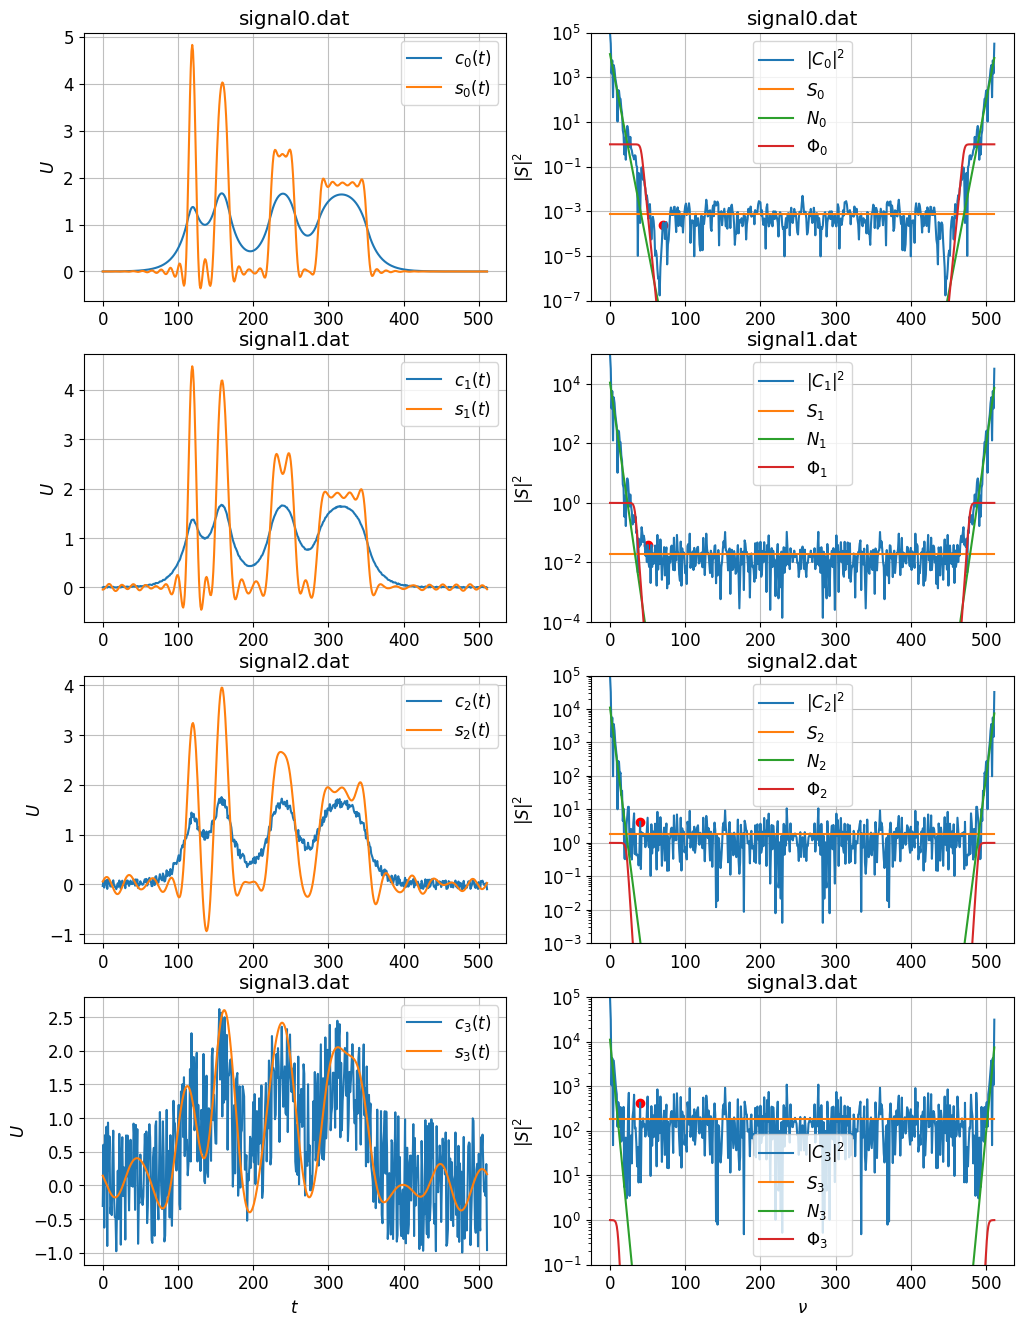 signal0.dat
5
4
3
2
1
0
U
c₀(t)
s₀(t)
0 100 200 300 400 500
signal0.dat
10⁵
10³
10¹
10⁻¹
10⁻³
10⁻⁵
10⁻⁷
|S|²
|C₀|²
S₀
N₀
Φ₀
0 100 200 300 400 500
signal1.dat
4
3
2
1
0
U
c₁(t)
s₁(t)
0 100 200 300 400 500
signal1.dat
10⁴
10²
10⁰
10⁻²
10⁻⁴
|S|²
|C₁|²
S₁
N₁
Φ₁
0 100 200 300 400 500
signal2.dat
4
3
2
1
0
−1
U
c₂(t)
s₂(t)
0 100 200 300 400 500
signal2.dat
10⁵
10⁴
10³
10²
10¹
10⁰
10⁻¹
10⁻²
10⁻³
|S|²
|C₂|²
S₂
N₂
Φ₂
0 100 200 300 400 500
signal3.dat
2.5
2.0
1.5
1.0
0.5
0.0
−0.5
−1.0
U
c₃(t)
s₃(t)
0 100 200 300 400 500
t
signal3.dat
10⁵
10⁴
10³
10²
10¹
10⁰
10⁻¹
|S|²
|C₃|²
S₃
N₃
Φ₃
0 100 200 300 400 500
ν